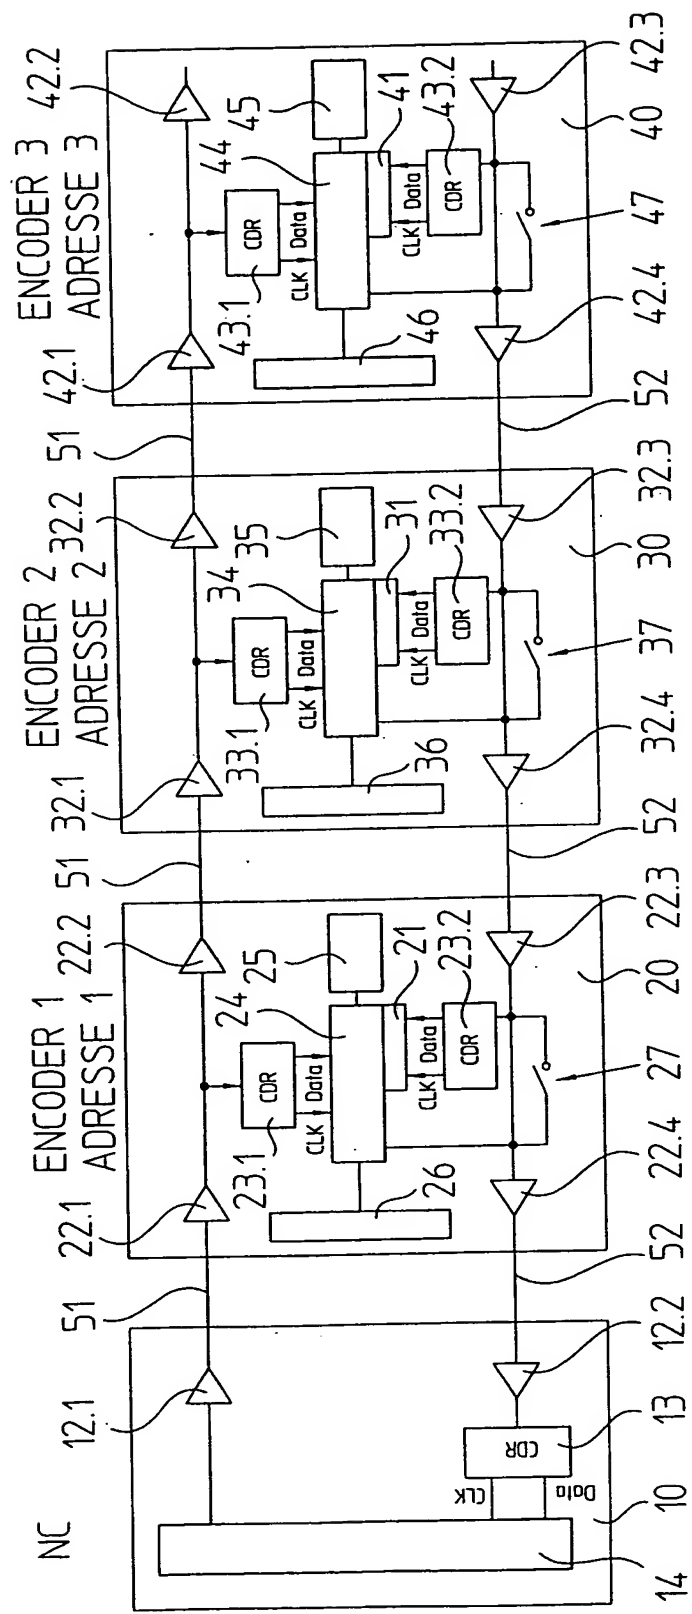 NC
12.1
51
14
10
CLK
Data
CDR
13
12.2
52
ENCODER 1
ADRESSE 1
22.1
22.2
51
23.1
CDR
CLK
Data
24
25
26
21
CLK
Data
CDR
23.2
22.3
20
27
22.4
52
ENCODER 2
ADRESSE 2
32.1
32.2
51
33.1
CDR
CLK
Data
34
35
36
31
CLK
Data
CDR
33.2
32.3
30
37
32.4
52
ENCODER 3
ADRESSE 3
42.1
42.2
43.1
CDR
CLK
Data
44
45
46
41
CLK
Data
CDR
43.2
42.3
40
47
42.4